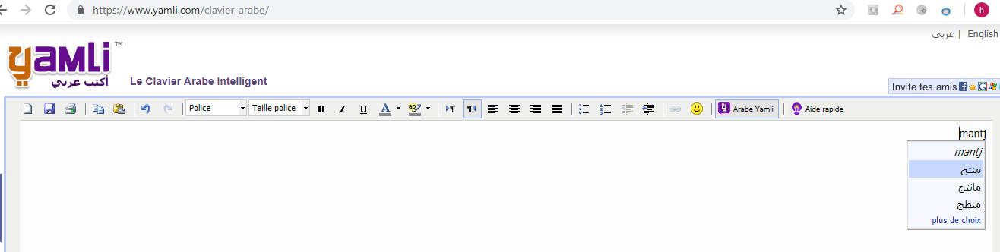 https://www.yamli.com/clavier-arabe/
h
عربي | English
YAMLI™
أكتب عربي
Le Clavier Arabe Intelligent
Invite tes amis
Police
Taille police
B I U A ab
Arabe Yamli
Aide rapide
mantj
mantj
منتج
مانتج
منطج
plus de choix